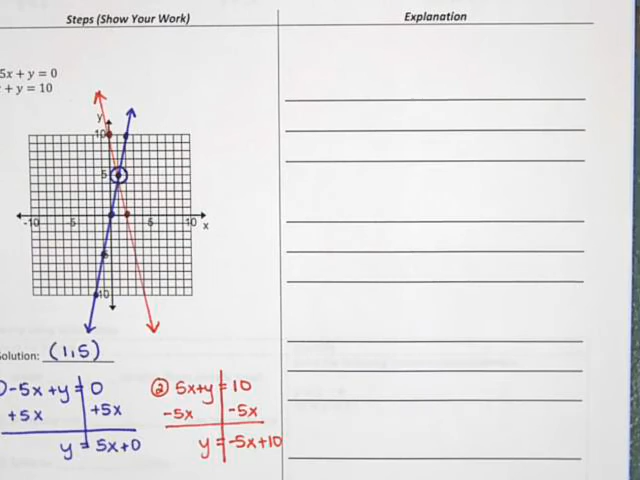 Steps (Show Your Work)
Explanation
5x + y = 0
+ y = 10
y
10
5
-10
-5
5
10
x
-10
Solution: (1,5)
-5x + y = 0
+5x +5x
y = 5x+0
② 5x+y = 10
-5x -5x
y = -5x+10